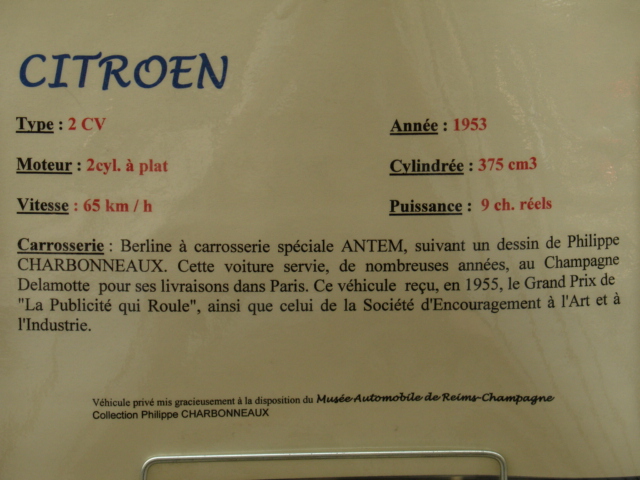 CITROEN
Type : 2 CV Année : 1953
Moteur : 2cyl. à plat Cylindrée : 375 cm3
Vitesse : 65 km / h Puissance : 9 ch. réels
Carrosserie : Berline à carrosserie spéciale ANTEM, suivant un dessin de Philippe
CHARBONNEAUX. Cette voiture servie, de nombreuses années, au Champagne
Delamotte pour ses livraisons dans Paris. Ce véhicule reçu, en 1955, le Grand Prix de
"La Publicité qui Roule", ainsi que celui de la Société d'Encouragement à l'Art et à
l'Industrie.
Véhicule privé mis gracieusement à la disposition du Musée Automobile de Reims-Champagne
Collection Philippe CHARBONNEAUX